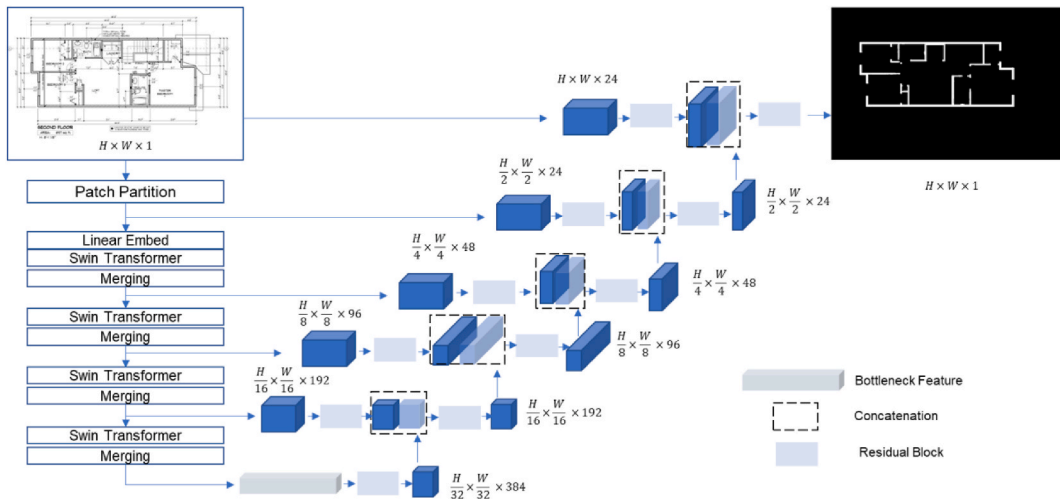 SECOND FLOOR
H × W × 1
Patch Partition
Linear Embed
Swin Transformer
Merging
Swin Transformer
Merging
Swin Transformer
Merging
Swin Transformer
Merging
H × W × 24
H/2 × W/2 × 24
H/4 × W/4 × 48
H/8 × W/8 × 96
H/16 × W/16 × 192
H/2 × W/2 × 24
H/4 × W/4 × 48
H/8 × W/8 × 96
H/16 × W/16 × 192
H/32 × W/32 × 384
H × W × 1
Bottleneck Feature
Concatenation
Residual Block